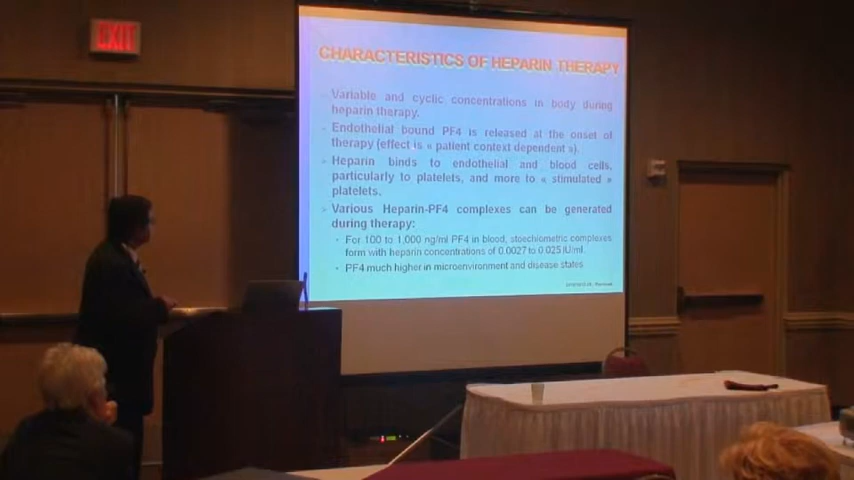 EXIT
CHARACTERISTICS OF HEPARIN THERAPY
Variable and cyclic concentrations in body during
heparin therapy.
Endothelial bound PF4 is released at the onset of
therapy (effect is « patient context dependent »).
Heparin binds to endothelial and blood cells,
particularly to platelets, and more to « stimulated »
platelets.
Various Heparin-PF4 complexes can be generated
during therapy:
• For 100 to 1,000 ng/ml PF4 in blood, stoechiometric complexes
form with heparin concentrations of 0.0027 to 0.025 IU/ml.
• PF4 much higher in microenvironment and disease states